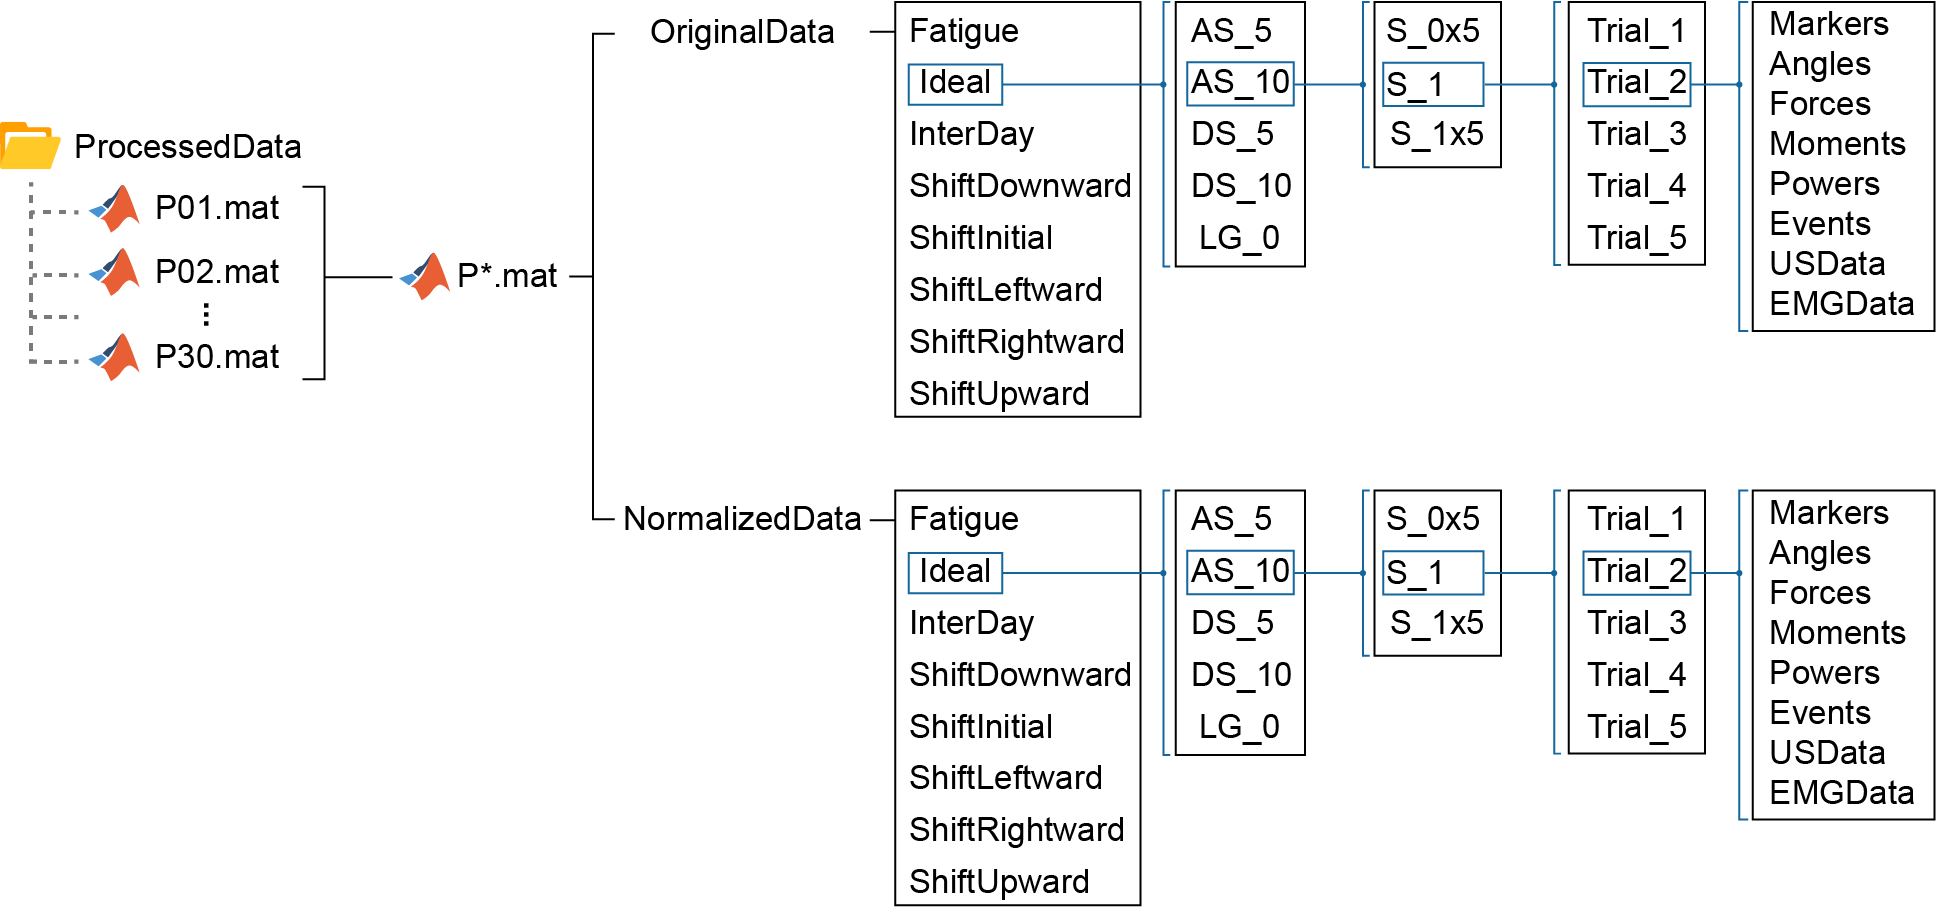 ProcessedData
P01.mat
P02.mat
⋮
P30.mat
P*.mat
OriginalData
Fatigue
Ideal
InterDay
ShiftDownward
ShiftInitial
ShiftLeftward
ShiftRightward
ShiftUpward
AS_5
AS_10
DS_5
DS_10
LG_0
S_0x5
S_1
S_1x5
Trial_1
Trial_2
Trial_3
Trial_4
Trial_5
Markers
Angles
Forces
Moments
Powers
Events
USData
EMGData
NormalizedData
Fatigue
Ideal
InterDay
ShiftDownward
ShiftInitial
ShiftLeftward
ShiftRightward
ShiftUpward
AS_5
AS_10
DS_5
DS_10
LG_0
S_0x5
S_1
S_1x5
Trial_1
Trial_2
Trial_3
Trial_4
Trial_5
Markers
Angles
Forces
Moments
Powers
Events
USData
EMGData